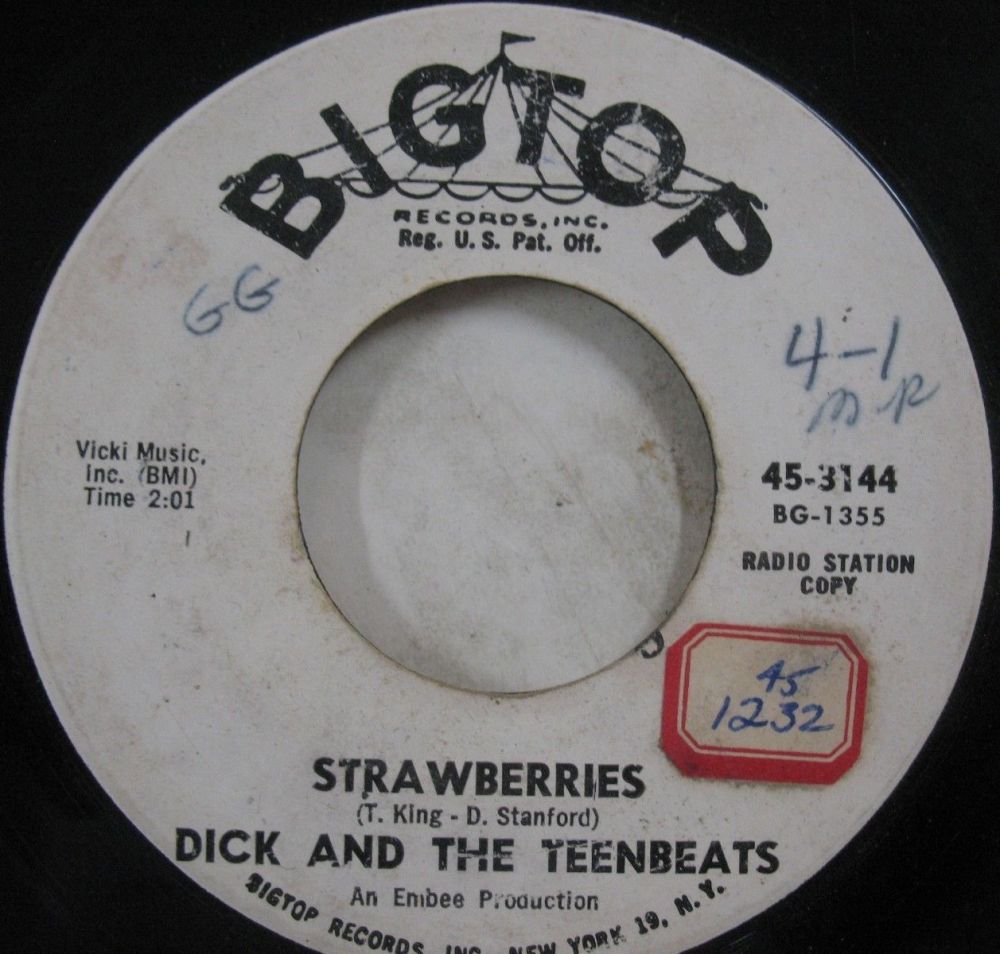 BIGTOP
RECORDS, INC.
Reg. U. S. Pat. Off.
GG
4-1
Vicki Music,
Inc. (BMI)
Time 2:01
45-3144
BG-1355
RADIO STATION
COPY
45
1232
STRAWBERRIES
(T. King - D. Stanford)
DICK AND THE TEENBEATS
An Embee Production
BIGTOP RECORDS, INC. NEW YORK 19, N. Y.